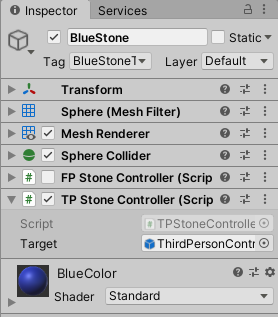 Inspector Services
BlueStone Static
Tag BlueStoneT Layer Default
Transform
Sphere (Mesh Filter)
Mesh Renderer
Sphere Collider
# FP Stone Controller (Scrip
# TP Stone Controller (Scrip
Script # TPStoneControlle
Target ThirdPersonContr
BlueColor
Shader Standard